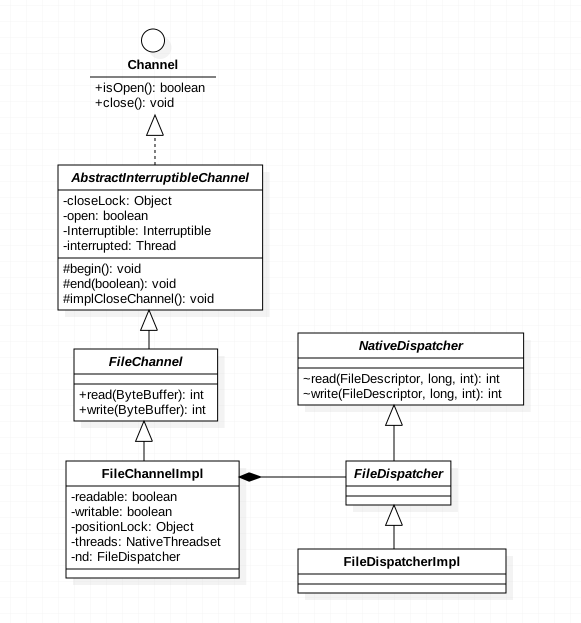 Channel
+isOpen(): boolean
+close(): void
AbstractInterruptibleChannel
-closeLock: Object
-open: boolean
-Interruptible: Interruptible
-interrupted: Thread
#begin(): void
#end(boolean): void
#implCloseChannel(): void
FileChannel
+read(ByteBuffer): int
+write(ByteBuffer): int
NativeDispatcher
~read(FileDescriptor, long, int): int
~write(FileDescriptor, long, int): int
FileChannelImpl
-readable: boolean
-writable: boolean
-positionLock: Object
-threads: NativeThreadset
-nd: FileDispatcher
FileDispatcher
FileDispatcherImpl